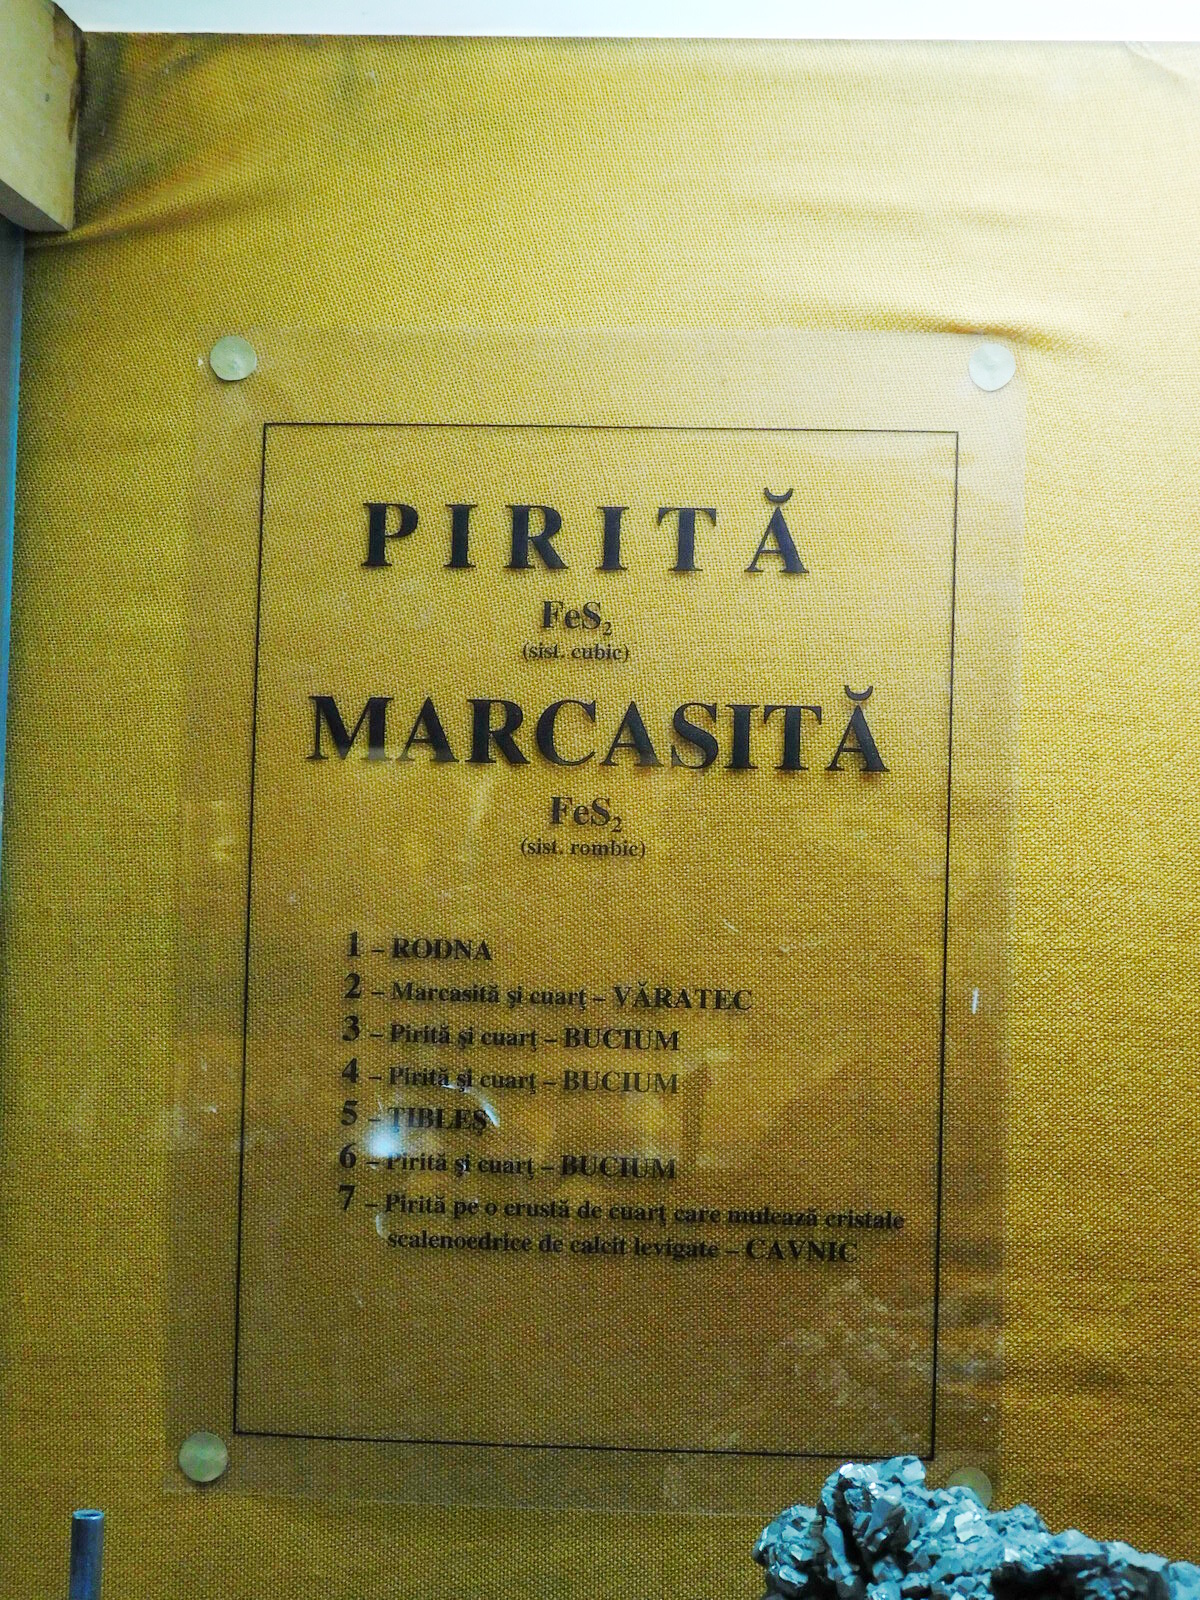 PIRITĂ
FeS₂
(sist. cubic)
MARCASITĂ
FeS₂
(sist. rombic)
1 – RODNA
2 – Marcasită şi cuarţ – VĂRATEC
3 – Pirită şi cuarţ – BUCIUM
4 – Pirită şi cuarţ – BUCIUM
5 – ŢIBLEŞ
6 – Pirită şi cuarţ – BUCIUM
7 – Pirită pe o crustă de cuarţ care mulează cristale
scalenoedrice de calcit levigate – CAVNIC